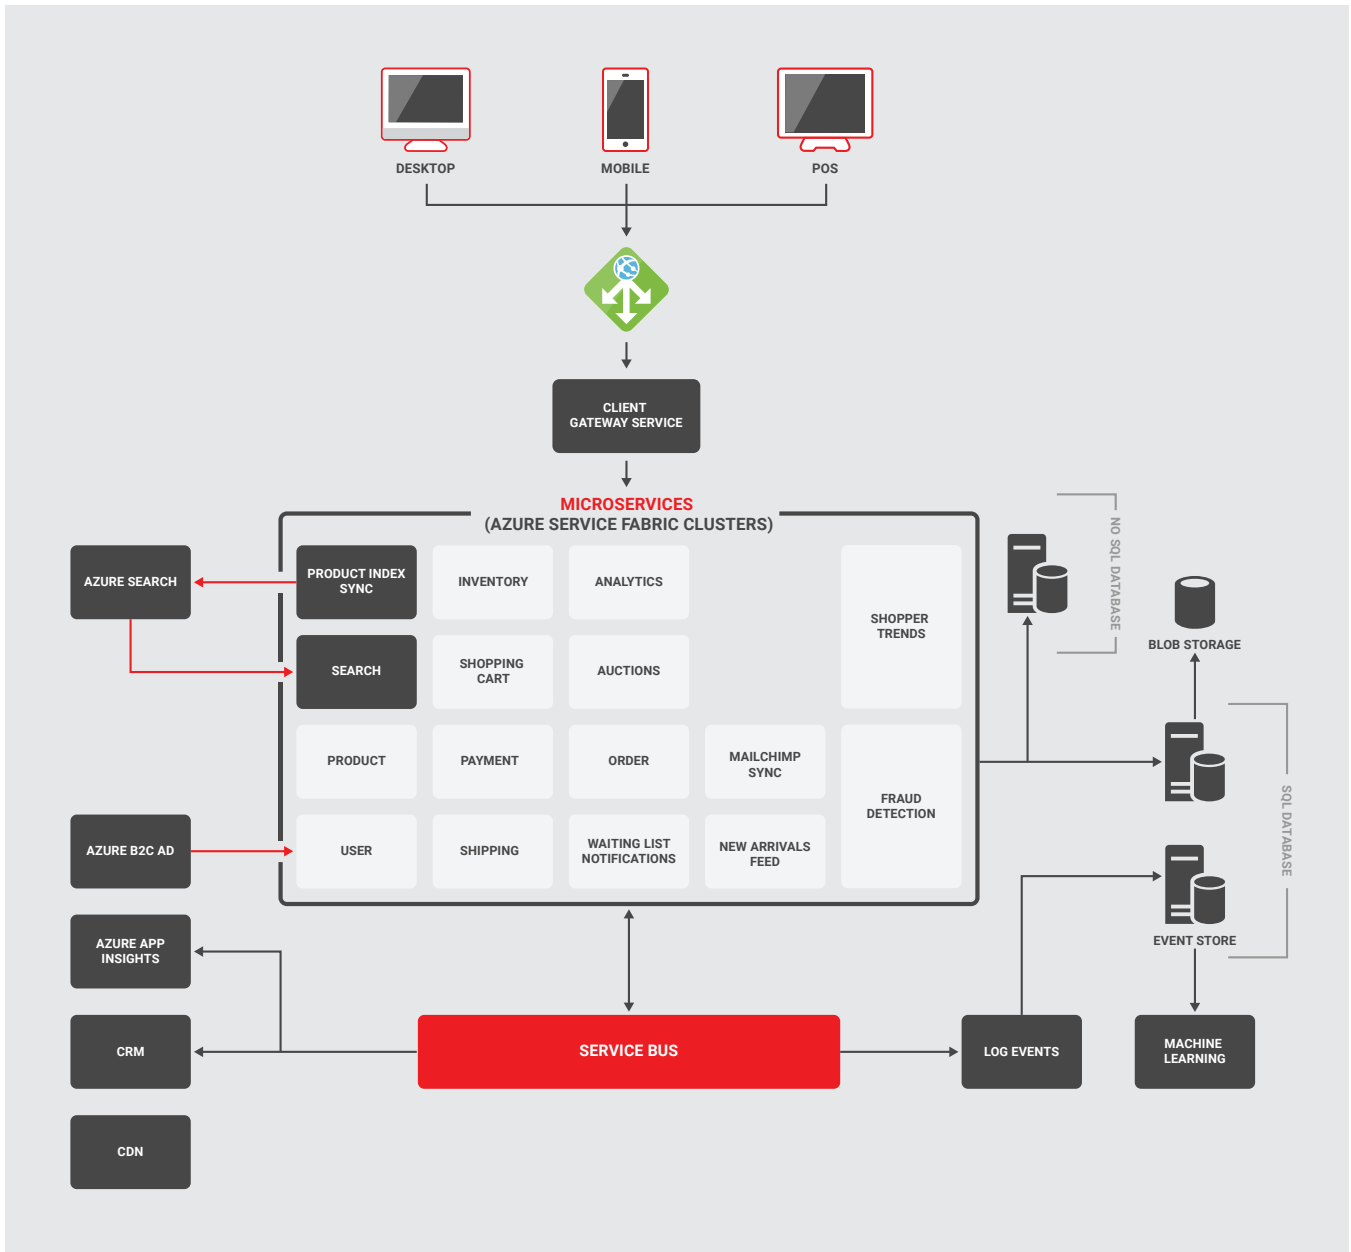 DESKTOP
MOBILE
POS
CLIENT
GATEWAY SERVICE
MICROSERVICES
(AZURE SERVICE FABRIC CLUSTERS)
AZURE SEARCH
PRODUCT INDEX
SYNC
INVENTORY
ANALYTICS
SHOPPER
TRENDS
NO SQL DATABASE
BLOB STORAGE
SEARCH
SHOPPING
CART
AUCTIONS
PRODUCT
PAYMENT
ORDER
MAILCHIMP
SYNC
FRAUD
DETECTION
SQL DATABASE
AZURE B2C AD
USER
SHIPPING
WAITING LIST
NOTIFICATIONS
NEW ARRIVALS
FEED
EVENT STORE
AZURE APP
INSIGHTS
CRM
SERVICE BUS
LOG EVENTS
MACHINE
LEARNING
CDN